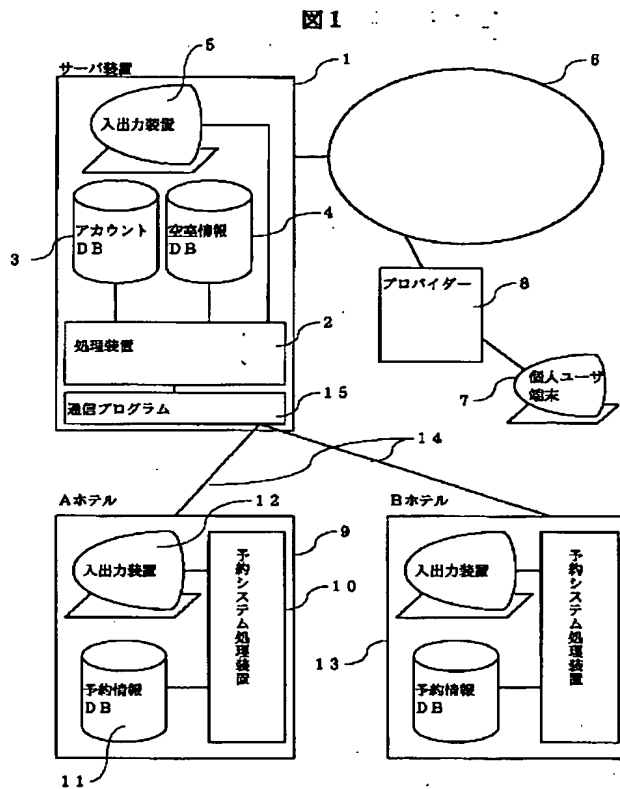 図1
サーバ装置
5
1
6
入出力装置
アカウント
DB
空室情報
DB
4
3
プロバイダー
8
2
処理装置
個人ユーザ
端末
7
15
通信プログラム
14
Aホテル
Bホテル
12
9
入出力装置
予約システム処理装置
10
入出力装置
予約システム処理装置
13
予約情報
DB
予約情報
DB
11